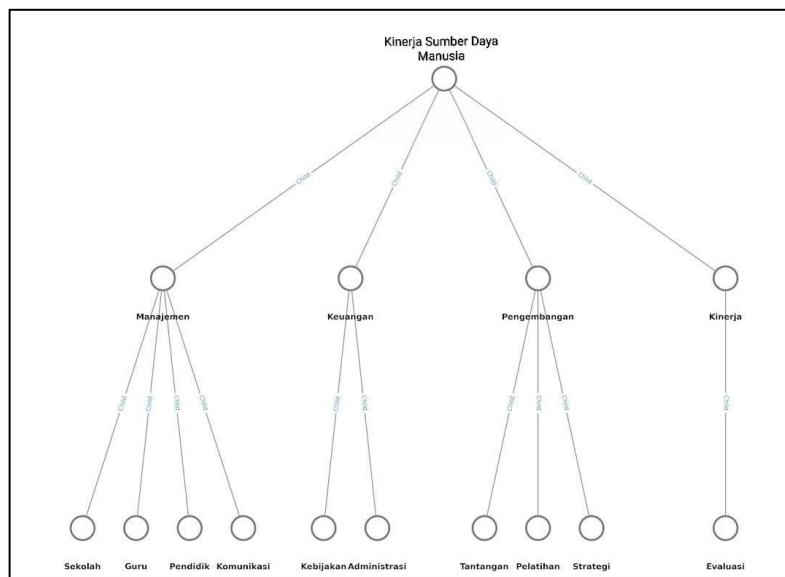 Kinerja Sumber Daya
Manusia
Child Child Child Child
Manajemen Keuangan Pengembangan Kinerja
Child Child Child Child Child Child Child Child Child Child
Sekolah Guru Pendidik Komunikasi Kebijakan Administrasi Tantangan Pelatihan Strategi Evaluasi